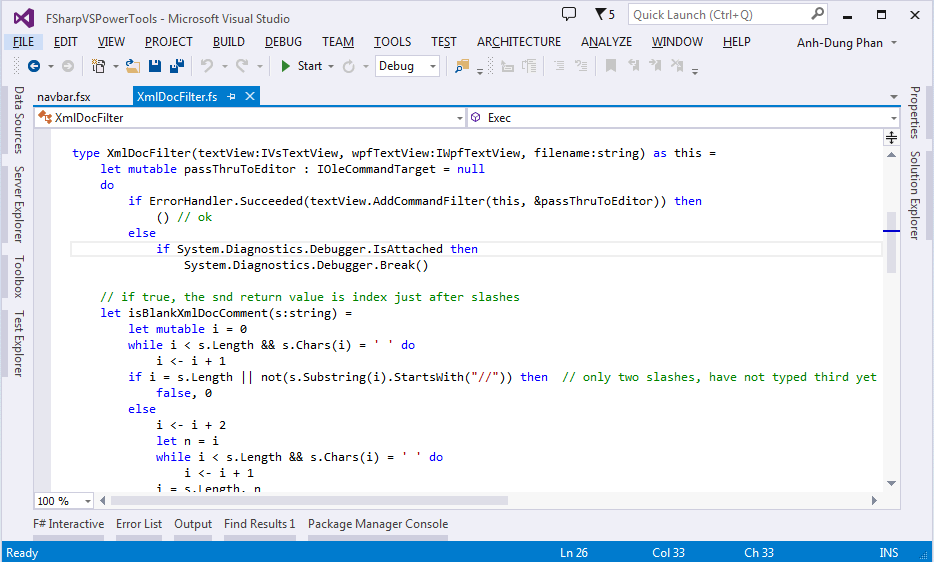 FSharpVSPowerTools - Microsoft Visual Studio
5
Quick Launch (Ctrl+Q)
FILE EDIT VIEW PROJECT BUILD DEBUG TEAM TOOLS TEST ARCHITECTURE ANALYZE WINDOW HELP Anh-Dung Phan
Start Debug
Data Sources
Server Explorer
Toolbox
Test Explorer
navbar.fsx XmlDocFilter.fs
XmlDocFilter Exec
type XmlDocFilter(textView:IVsTextView, wpfTextView:IWpfTextView, filename:string) as this =
let mutable passThruToEditor : IOleCommandTarget = null
do
if ErrorHandler.Succeeded(textView.AddCommandFilter(this, &passThruToEditor)) then
() // ok
else
if System.Diagnostics.Debugger.IsAttached then
System.Diagnostics.Debugger.Break()
// if true, the snd return value is index just after slashes
let isBlankXmlDocComment(s:string) =
let mutable i = 0
while i < s.Length && s.Chars(i) = ' ' do
i <- i + 1
if i = s.Length || not(s.Substring(i).StartsWith("//")) then // only two slashes, have not typed third yet
false, 0
else
i <- i + 2
let n = i
while i < s.Length && s.Chars(i) = ' ' do
i <- i + 1
i = s.Length, n
Properties
Solution Explorer
100 %
F# Interactive Error List Output Find Results 1 Package Manager Console
Ready Ln 26 Col 33 Ch 33 INS